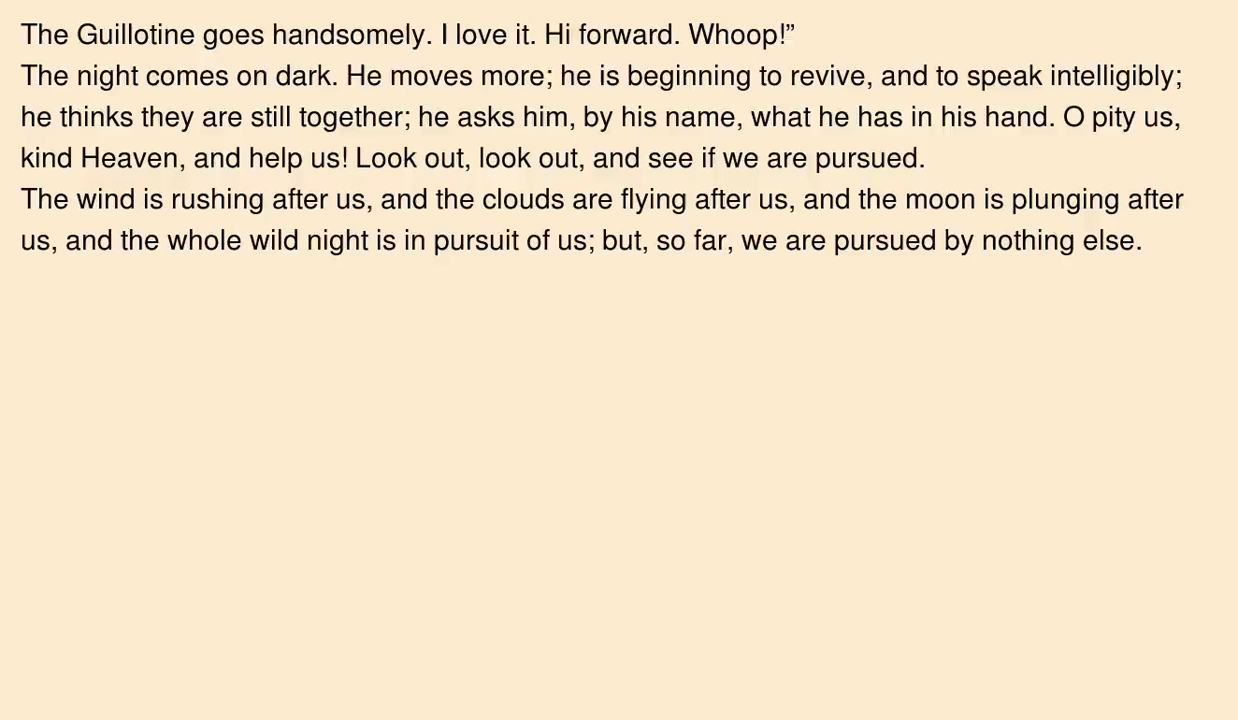 The Guillotine goes handsomely. I love it. Hi forward. Whoop!”
The night comes on dark. He moves more; he is beginning to revive, and to speak intelligibly;
he thinks they are still together; he asks him, by his name, what he has in his hand. O pity us,
kind Heaven, and help us! Look out, look out, and see if we are pursued.
The wind is rushing after us, and the clouds are flying after us, and the moon is plunging after
us, and the whole wild night is in pursuit of us; but, so far, we are pursued by nothing else.